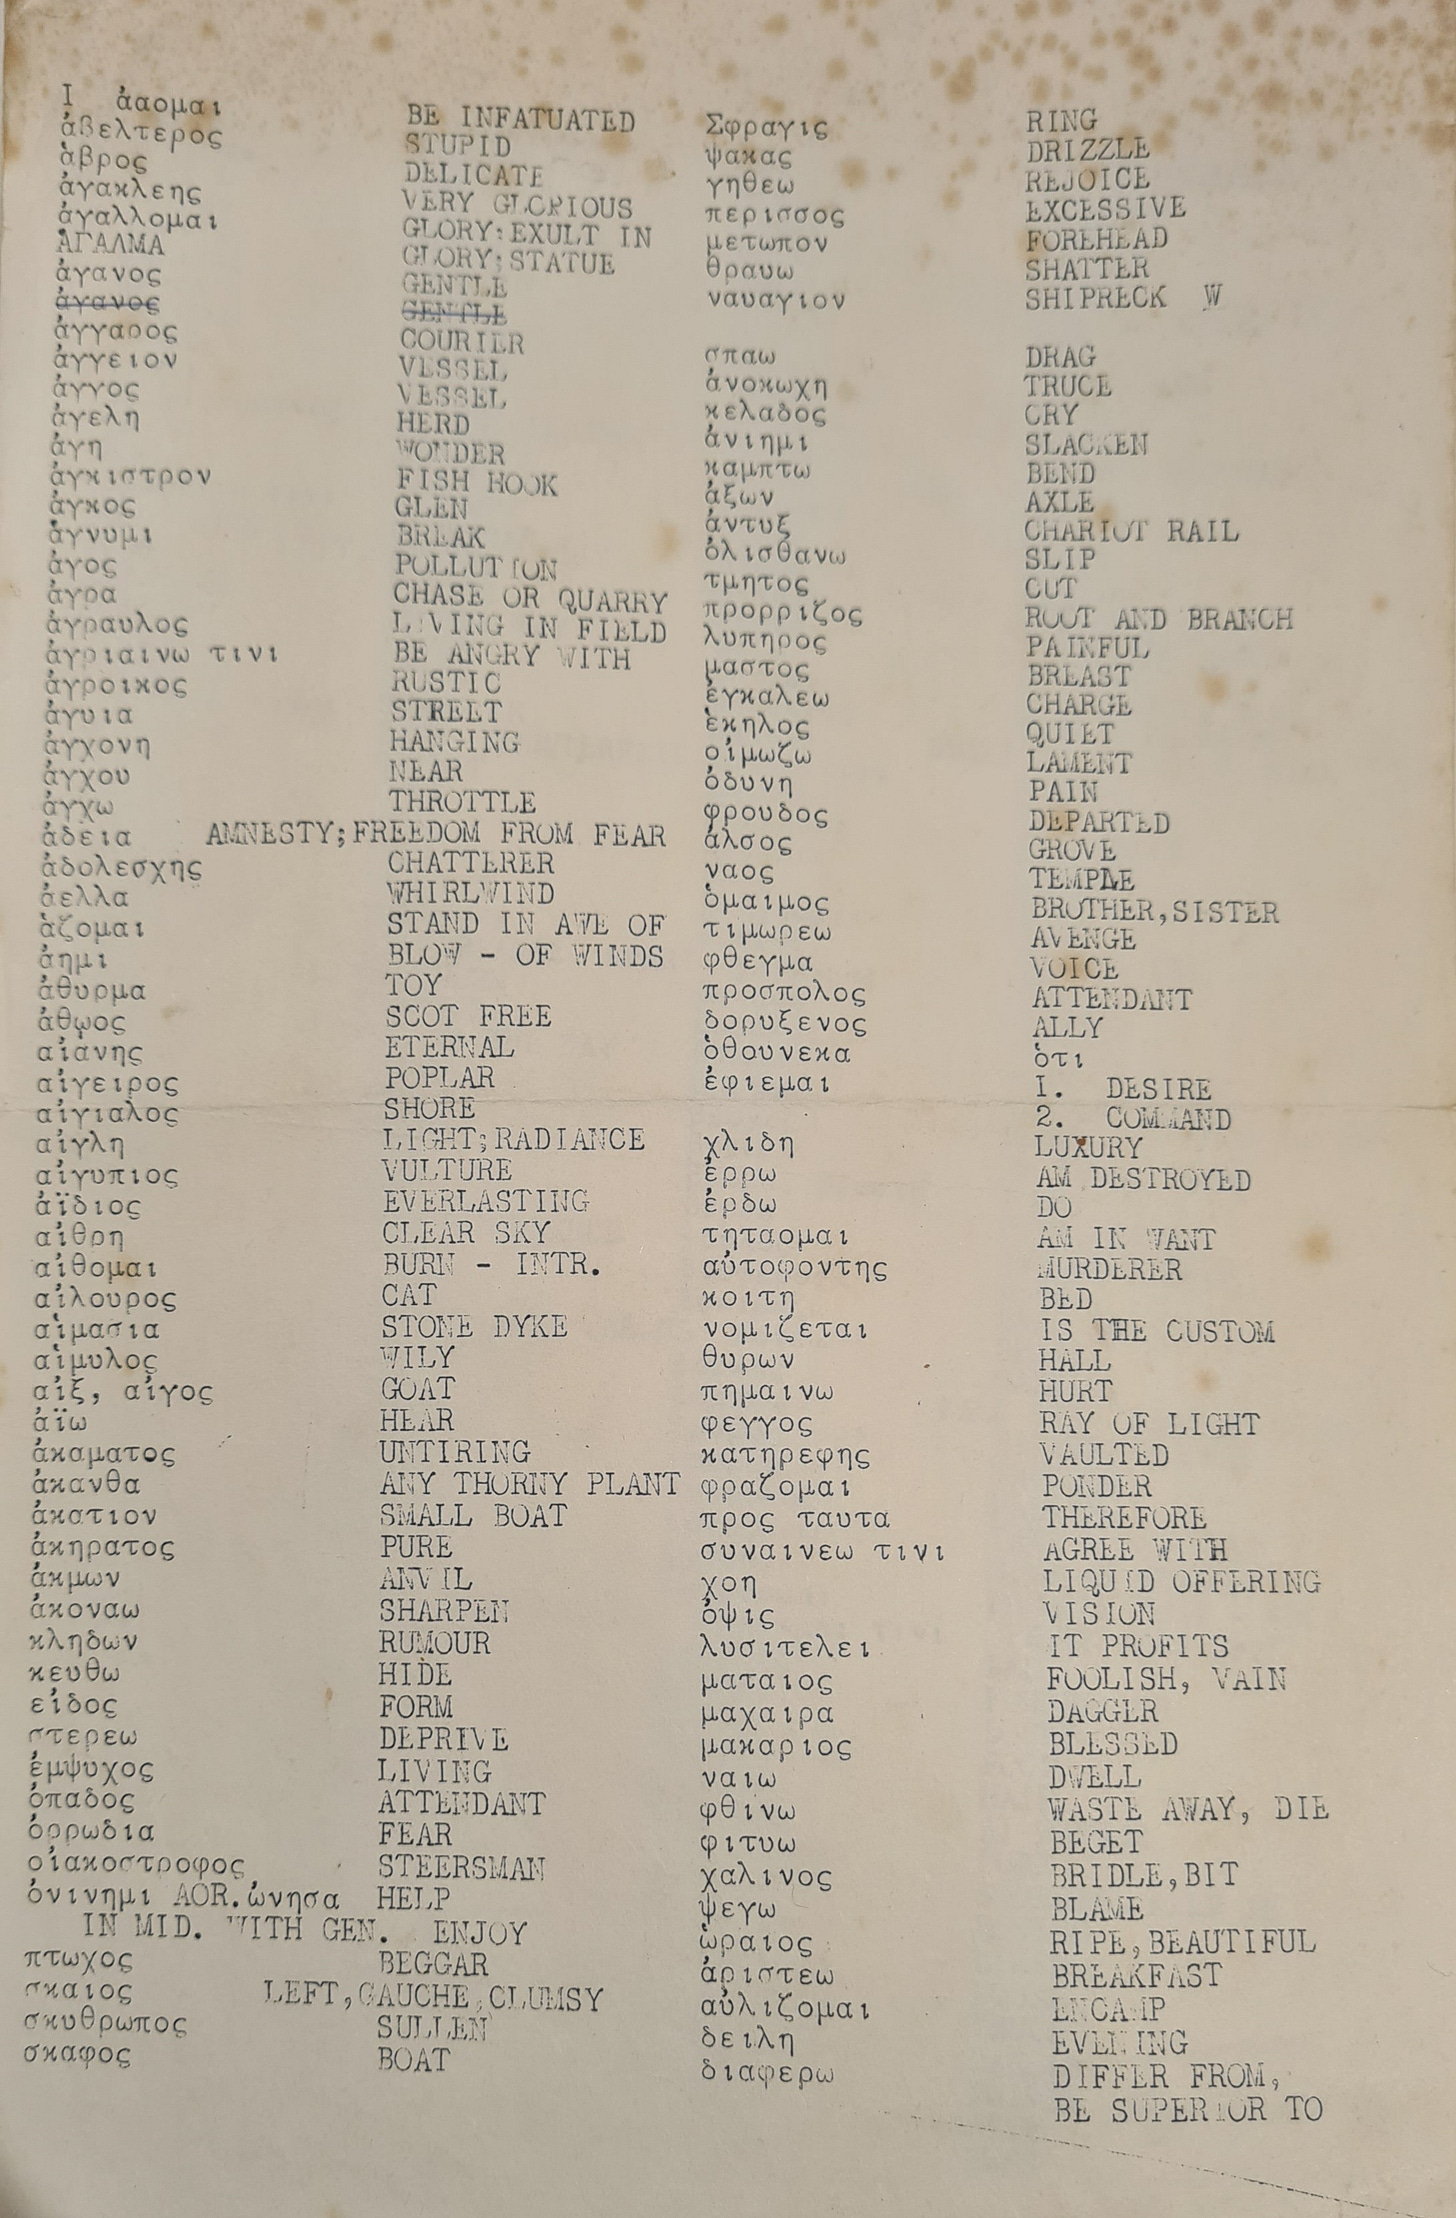 I ἀαομαι BE INFATUATED
ἀβελτερος STUPID
ἁβρος DELICATE
ἀγακλεης VERY GLORIOUS
ἀγαλλομαι GLORY;EXULT IN
ἈΓΑΛΜΑ GLORY;STATUE
ἀγανος GENTLE
ἀγανος GENTLE
ἀγγαρος COURIER
ἀγγειον VESSEL
ἀγγος VESSEL
ἀγελη HERD
ἀγη WONDER
ἀγκιστρον FISH HOOK
ἀγκος GLEN
ἀγνυμι BREAK
ἀγος POLLUTION
ἀγρα CHASE OR QUARRY
ἀγραυλος LIVING IN FIELD
ἀγριαινω τινι BE ANGRY WITH
ἀγροικος RUSTIC
ἀγυια STREET
ἀγχονη HANGING
ἀγχου NEAR
ἀγχω THROTTLE
ἀδεια AMNESTY;FREEDOM FROM FEAR
ἀδολεσχης CHATTERER
ἀελλα WHIRLWIND
ἁζομαι STAND IN AWE OF
ἀημι BLOW - OF WINDS
ἀθυρμα TOY
ἀθῳος SCOT FREE
αἰανης ETERNAL
αἰγειρος POPLAR
αἰγιαλος SHORE
αἰγλη LIGHT;RADIANCE
αἰγυπιος VULTURE
ἀϊδιος EVERLASTING
αἰθρη CLEAR SKY
αἰθομαι BURN - INTR.
αἰλουρος CAT
αἱμασια STONE DYKE
αἱμυλος WILY
αἰξ, αἰγος GOAT
ἀϊω HEAR
ἀκαματος UNTIRING
ἀκανθα ANY THORNY PLANT
ἀκατιον SMALL BOAT
ἀκηρατος PURE
ἀκμων ANVIL
ἀκοναω SHARPEN
κληδων RUMOUR
κευθω HIDE
εἰδος FORM
στερεω DEPRIVE
ἐμψυχος LIVING
ὀπαδος ATTENDANT
ὀρρωδια FEAR
οἰακοστροφος STEERSMAN
ὀνινημι AOR.ὠνησα HELP
IN MID. WITH GEN. ENJOY
πτωχος BEGGAR
σκαιος LEFT,GAUCHE,CLUMSY
σκυθρωπος SULLEN
σκαφος BOAT
Σφραγις RING
ψακας DRIZZLE
γηθεω REJOICE
περισσος EXCESSIVE
μετωπον FOREHEAD
θραυω SHATTER
ναυαγιον SHIPRECK W
σπαω DRAG
ἀνοκωχη TRUCE
κελαδος CRY
ἀνιημι SLACKEN
καμπτω BEND
ἀξων AXLE
ἀντυξ CHARIOT RAIL
ὀλισθανω SLIP
τμητος CUT
προρριζος ROOT AND BRANCH
λυπηρος PAINFUL
μαστος BREAST
ἐγκαλεω CHARGE
ἑκηλος QUIET
οἰμωζω LAMENT
ὀδυνη PAIN
φρουδος DEPARTED
ἀλσος GROVE
ναος TEMPLE
ὁμαιμος BROTHER,SISTER
τιμωρεω AVENGE
φθεγμα VOICE
προσπολος ATTENDANT
δορυξενος ALLY
ὁθουνεκα ὁτι
ἐφιεμαι I. DESIRE
2. COMMAND
χλιδη LUXURY
ἐρρω AM DESTROYED
ἐρδω DO
τηταομαι AM IN WANT
αὐτοφοντης MURDERER
κοιτη BED
νομιζεται IS THE CUSTOM
θυρων HALL
πημαινω HURT
φεγγος RAY OF LIGHT
κατηρεφης VAULTED
φραζομαι PONDER
προς ταυτα THEREFORE
συναινεω τινι AGREE WITH
χοη LIQUID OFFERING
ὀψις VISION
λυσιτελει IT PROFITS
ματαιος FOOLISH, VAIN
μαχαιρα DAGGER
μακαριος BLESSED
ναιω DWELL
φθινω WASTE AWAY, DIE
φιτυω BEGET
χαλινος BRIDLE,BIT
ψεγω BLAME
ὡραιος RIPE,BEAUTIFUL
ἀριστεω BREAKFAST
αὐλιζομαι ENCAMP
δειλη EVENING
διαφερω DIFFER FROM,
BE SUPERIOR TO